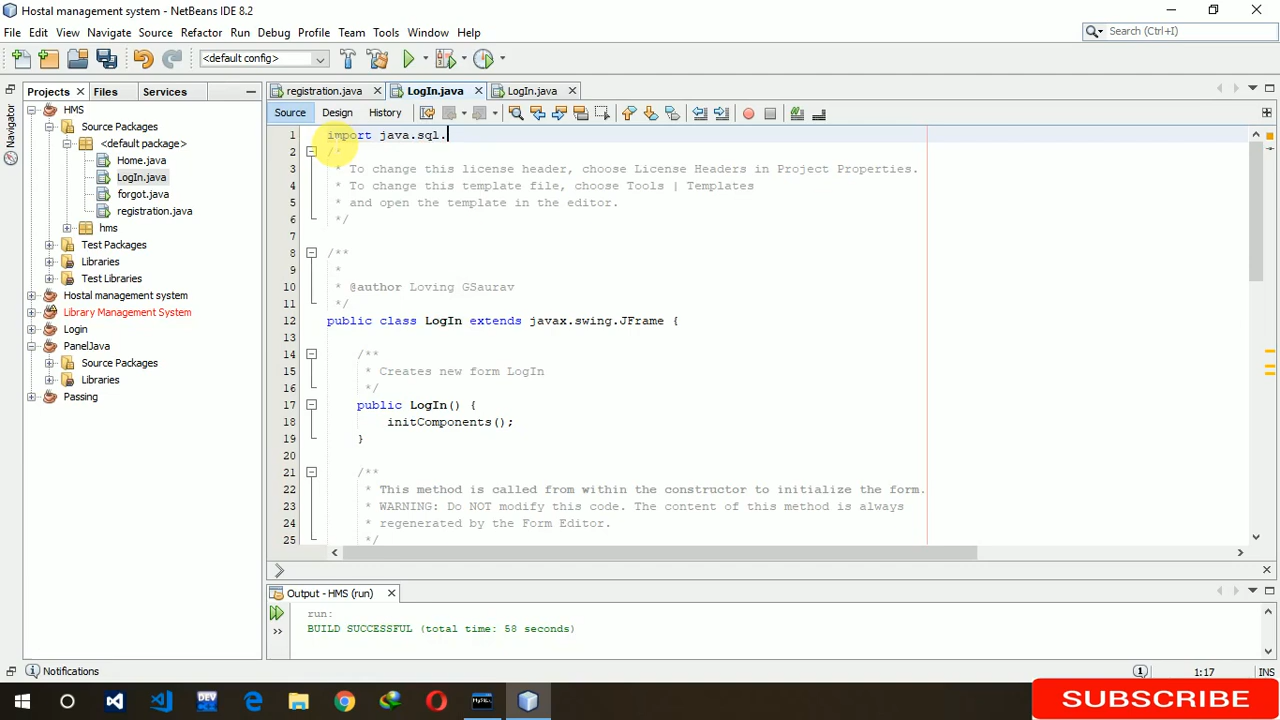 Hostal management system - NetBeans IDE 8.2
File Edit View Navigate Source Refactor Run Debug Profile Team Tools Window Help
Search (Ctrl+I)
<default config>
Projects Files Services
registration.java LogIn.java LogIn.java
Navigator
Source Design History
HMS
Source Packages
<default package>
Home.java
LogIn.java
forgot.java
registration.java
hms
Test Packages
Libraries
Test Libraries
Hostal management system
Library Management System
Login
PanelJava
Source Packages
Libraries
Passing
1 import java.sql.
2 /*
3 * To change this license header, choose License Headers in Project Properties.
4 * To change this template file, choose Tools | Templates
5 * and open the template in the editor.
6 */
7
8 /**
9 *
10 * @author Loving GSaurav
11 */
12 public class LogIn extends javax.swing.JFrame {
13
14 /**
15 * Creates new form LogIn
16 */
17 public LogIn() {
18 initComponents();
19 }
20
21 /**
22 * This method is called from within the constructor to initialize the form.
23 * WARNING: Do NOT modify this code. The content of this method is always
24 * regenerated by the Form Editor.
25 */
Output - HMS (run)
run:
BUILD SUCCESSFUL (total time: 58 seconds)
Notifications
1
1:17
INS
DEV
MySQL
SUBSCRIBE